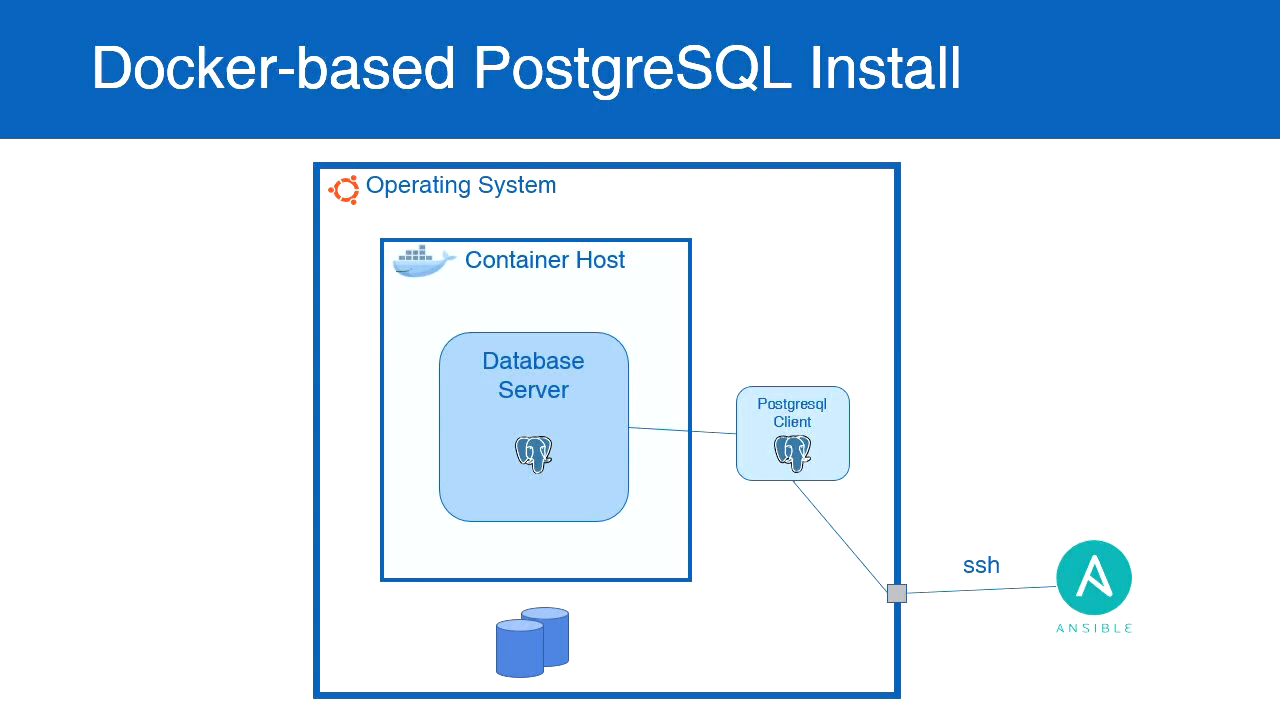 Docker-based PostgreSQL Install
Operating System
Container Host
Database
Server
Postgresql
Client
ssh
ANSIBLE